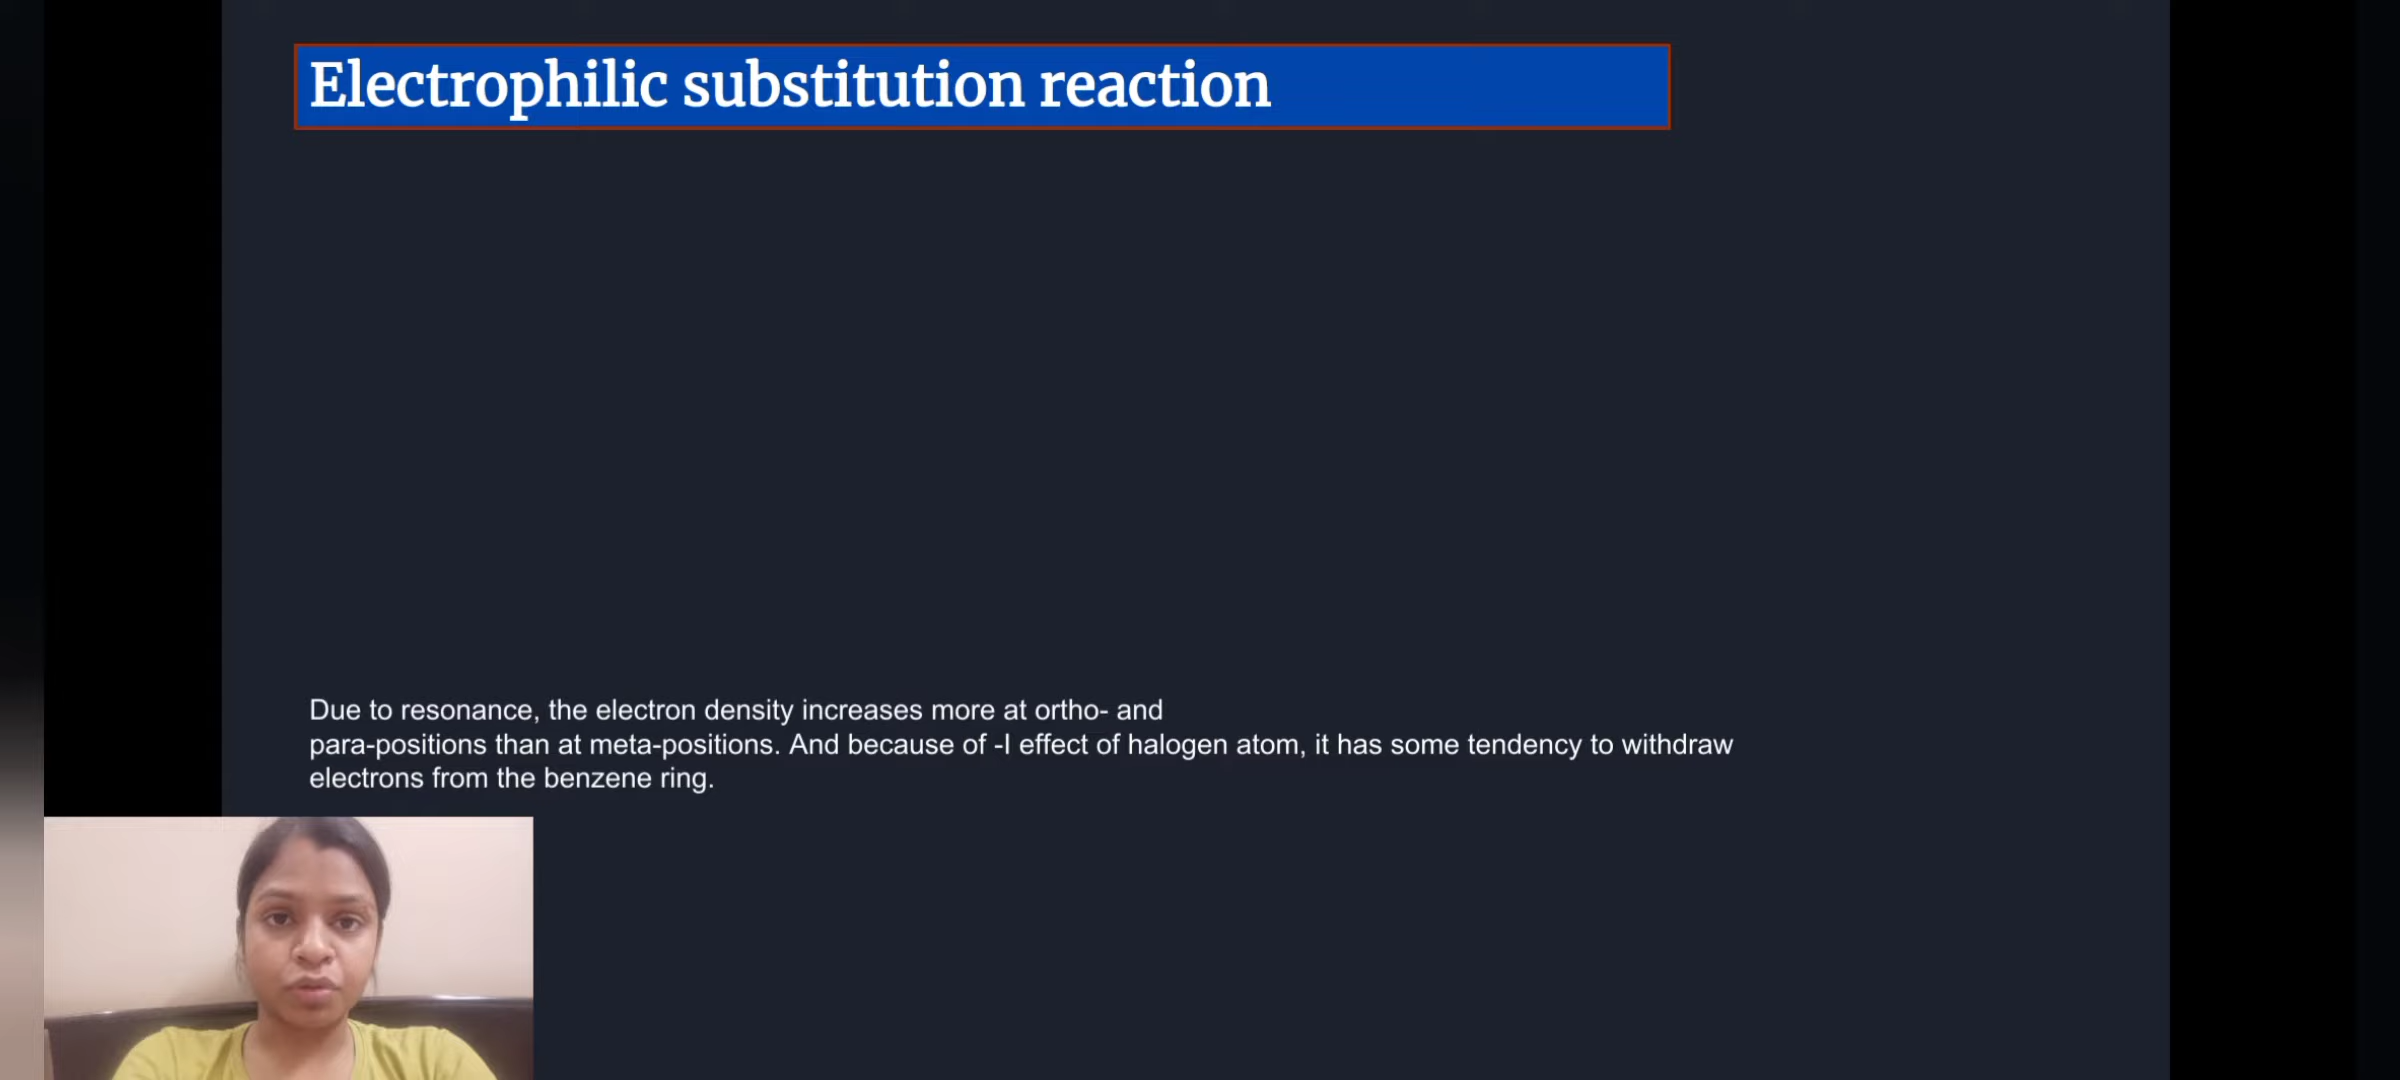 Electrophilic substitution reaction
Due to resonance, the electron density increases more at ortho- and
para-positions than at meta-positions. And because of -I effect of halogen atom, it has some tendency to withdraw
electrons from the benzene ring.